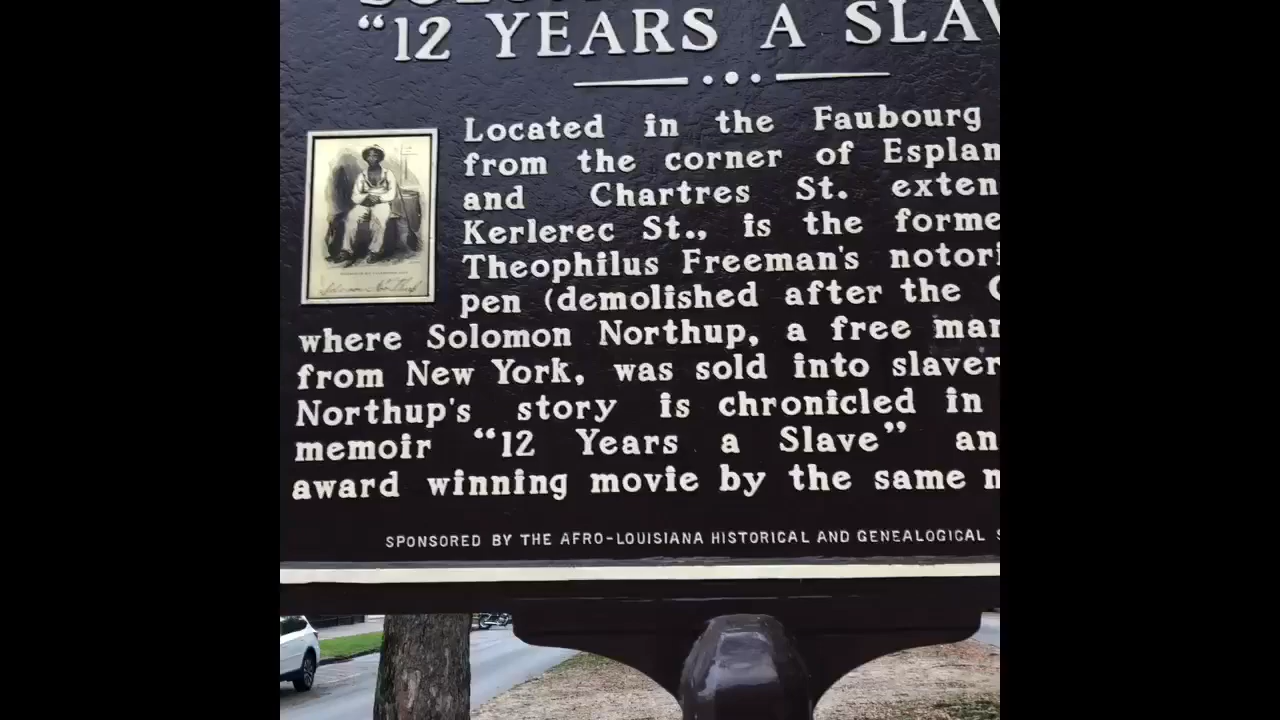 “12 YEARS A SLAV
Located in the Faubourg
from the corner of Esplan
and Chartres St. exten
Kerlerec St., is the forme
Theophilus Freeman's notori
pen (demolished after the C
where Solomon Northup, a free man
from New York, was sold into slaver
Northup's story is chronicled in
memoir “12 Years a Slave” an
award winning movie by the same n
SPONSORED BY THE AFRO-LOUISIANA HISTORICAL AND GENEALOGICAL S
Solomon Northup